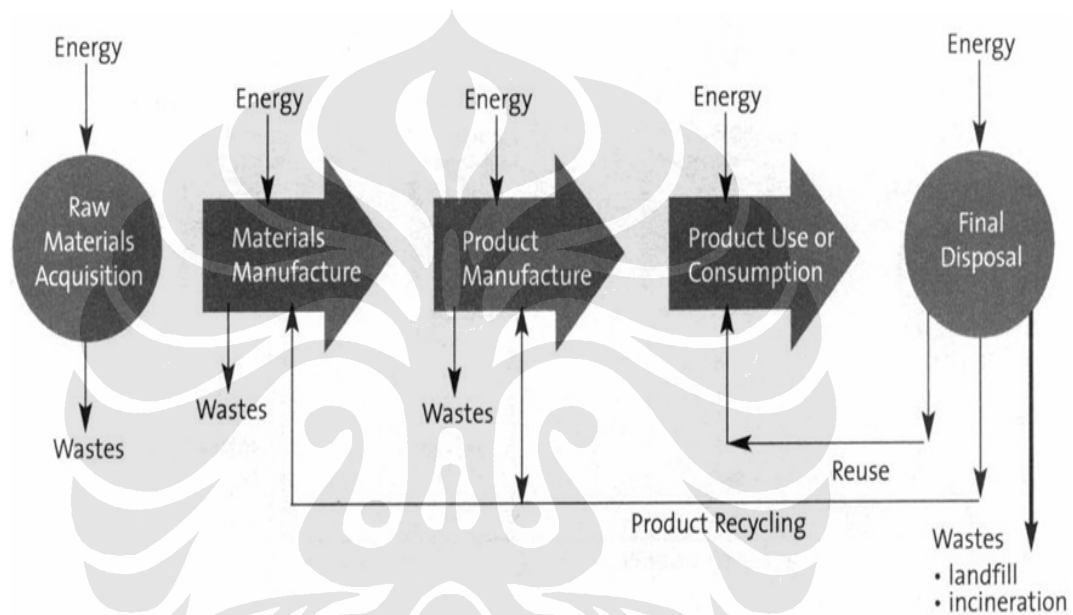 Energy
Energy
Energy
Energy
Energy
Raw
Materials
Acquisition
Materials
Manufacture
Product
Manufacture
Product Use or
Consumption
Final
Disposal
Wastes
Wastes
Wastes
Reuse
Product Recycling
Wastes
• landfill
• incineration